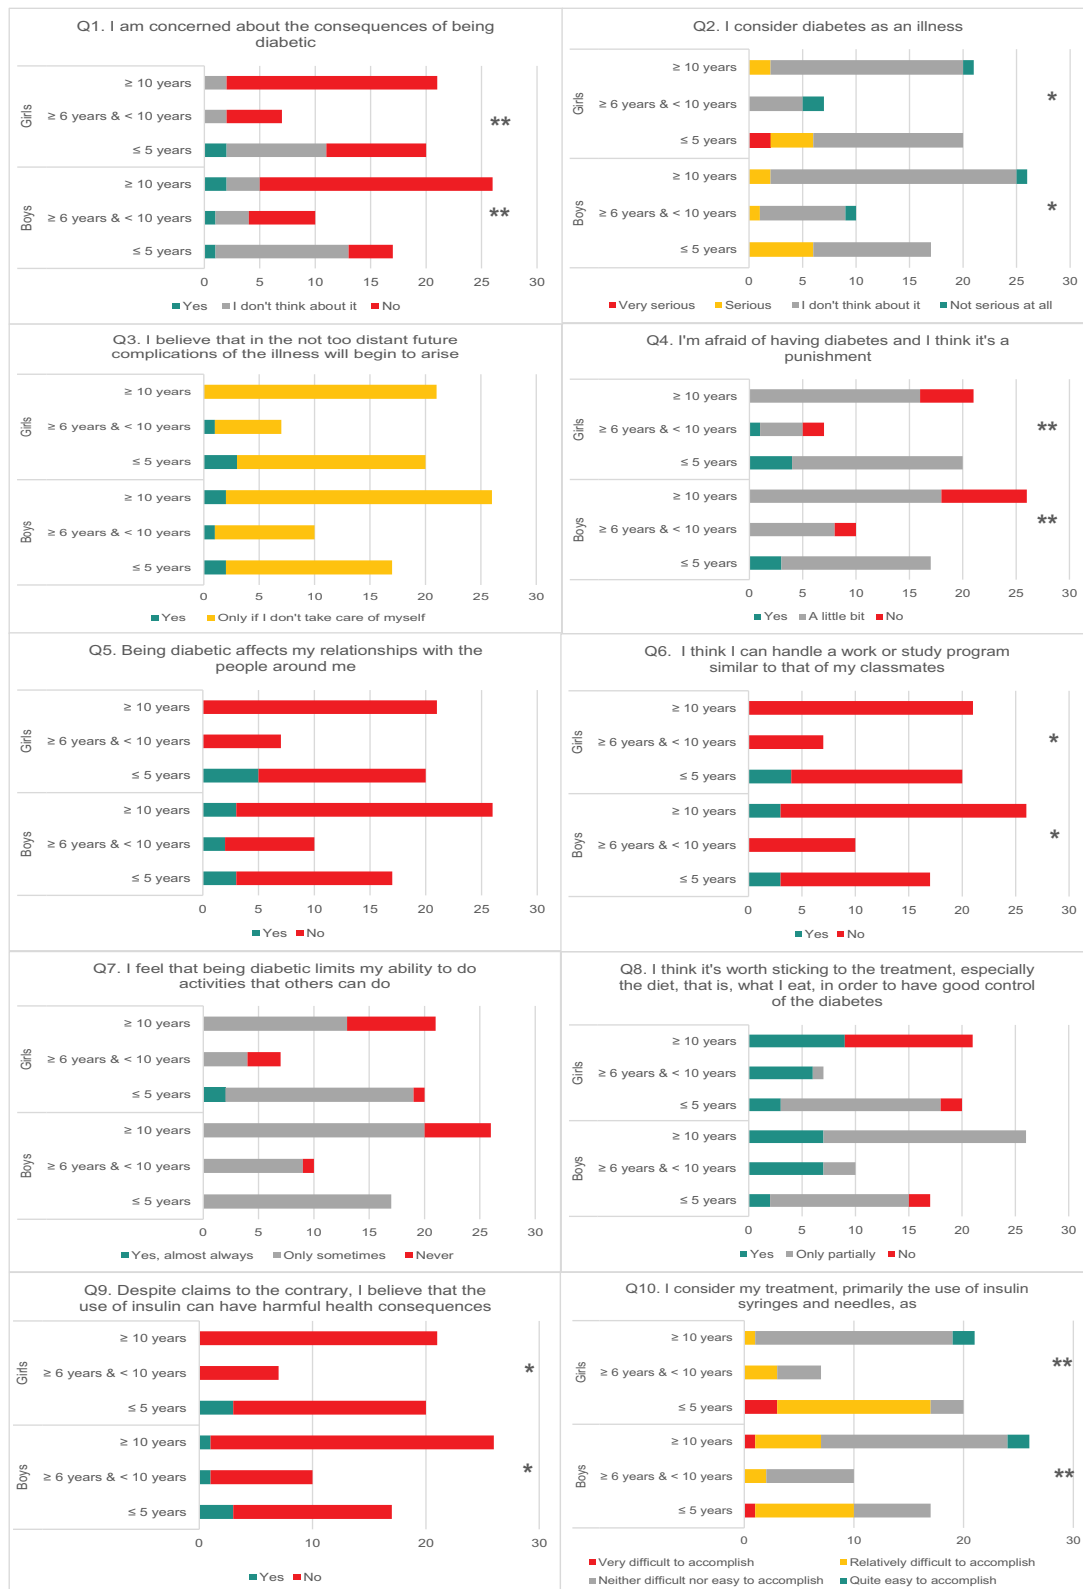 Q1. I am concerned about the consequences of being
diabetic
≥ 10 years
≥ 6 years & < 10 years
≤ 5 years
Girls
**
≥ 10 years
≥ 6 years & < 10 years
≤ 5 years
Boys
**
0 5 10 15 20 25 30
Yes I don't think about it No
Q2. I consider diabetes as an illness
≥ 10 years
≥ 6 years & < 10 years
≤ 5 years
Girls
*
≥ 10 years
≥ 6 years & < 10 years
≤ 5 years
Boys
*
0 5 10 15 20 25 30
Very serious Serious I don't think about it Not serious at all
Q3. I believe that in the not too distant future
complications of the illness will begin to arise
≥ 10 years
≥ 6 years & < 10 years
≤ 5 years
Girls
≥ 10 years
≥ 6 years & < 10 years
≤ 5 years
Boys
0 5 10 15 20 25 30
Yes Only if I don't take care of myself
Q4. I'm afraid of having diabetes and I think it's a
punishment
≥ 10 years
≥ 6 years & < 10 years
≤ 5 years
Girls
**
≥ 10 years
≥ 6 years & < 10 years
≤ 5 years
Boys
**
0 5 10 15 20 25 30
Yes A little bit No
Q5. Being diabetic affects my relationships with the
people around me
≥ 10 years
≥ 6 years & < 10 years
≤ 5 years
Girls
≥ 10 years
≥ 6 years & < 10 years
≤ 5 years
Boys
0 5 10 15 20 25 30
Yes No
Q6. I think I can handle a work or study program
similar to that of my classmates
≥ 10 years
≥ 6 years & < 10 years
≤ 5 years
Girls
*
≥ 10 years
≥ 6 years & < 10 years
≤ 5 years
Boys
*
0 5 10 15 20 25 30
Yes No
Q7. I feel that being diabetic limits my ability to do
activities that others can do
≥ 10 years
≥ 6 years & < 10 years
≤ 5 years
Girls
≥ 10 years
≥ 6 years & < 10 years
≤ 5 years
Boys
0 5 10 15 20 25 30
Yes, almost always Only sometimes Never
Q8. I think it's worth sticking to the treatment, especially
the diet, that is, what I eat, in order to have good control
of the diabetes
≥ 10 years
≥ 6 years & < 10 years
≤ 5 years
Girls
≥ 10 years
≥ 6 years & < 10 years
≤ 5 years
Boys
0 5 10 15 20 25 30
Yes Only partially No
Q9. Despite claims to the contrary, I believe that the
use of insulin can have harmful health consequences
≥ 10 years
≥ 6 years & < 10 years
≤ 5 years
Girls
*
≥ 10 years
≥ 6 years & < 10 years
≤ 5 years
Boys
*
0 10 20 30
Yes No
Q10. I consider my treatment, primarily the use of insulin
syringes and needles, as
≥ 10 years
≥ 6 years & < 10 years
≤ 5 years
Girls
**
≥ 10 years
≥ 6 years & < 10 years
≤ 5 years
Boys
**
0 10 20 30
Very difficult to accomplish Relatively difficult to accomplish
Neither difficult nor easy to accomplish Quite easy to accomplish